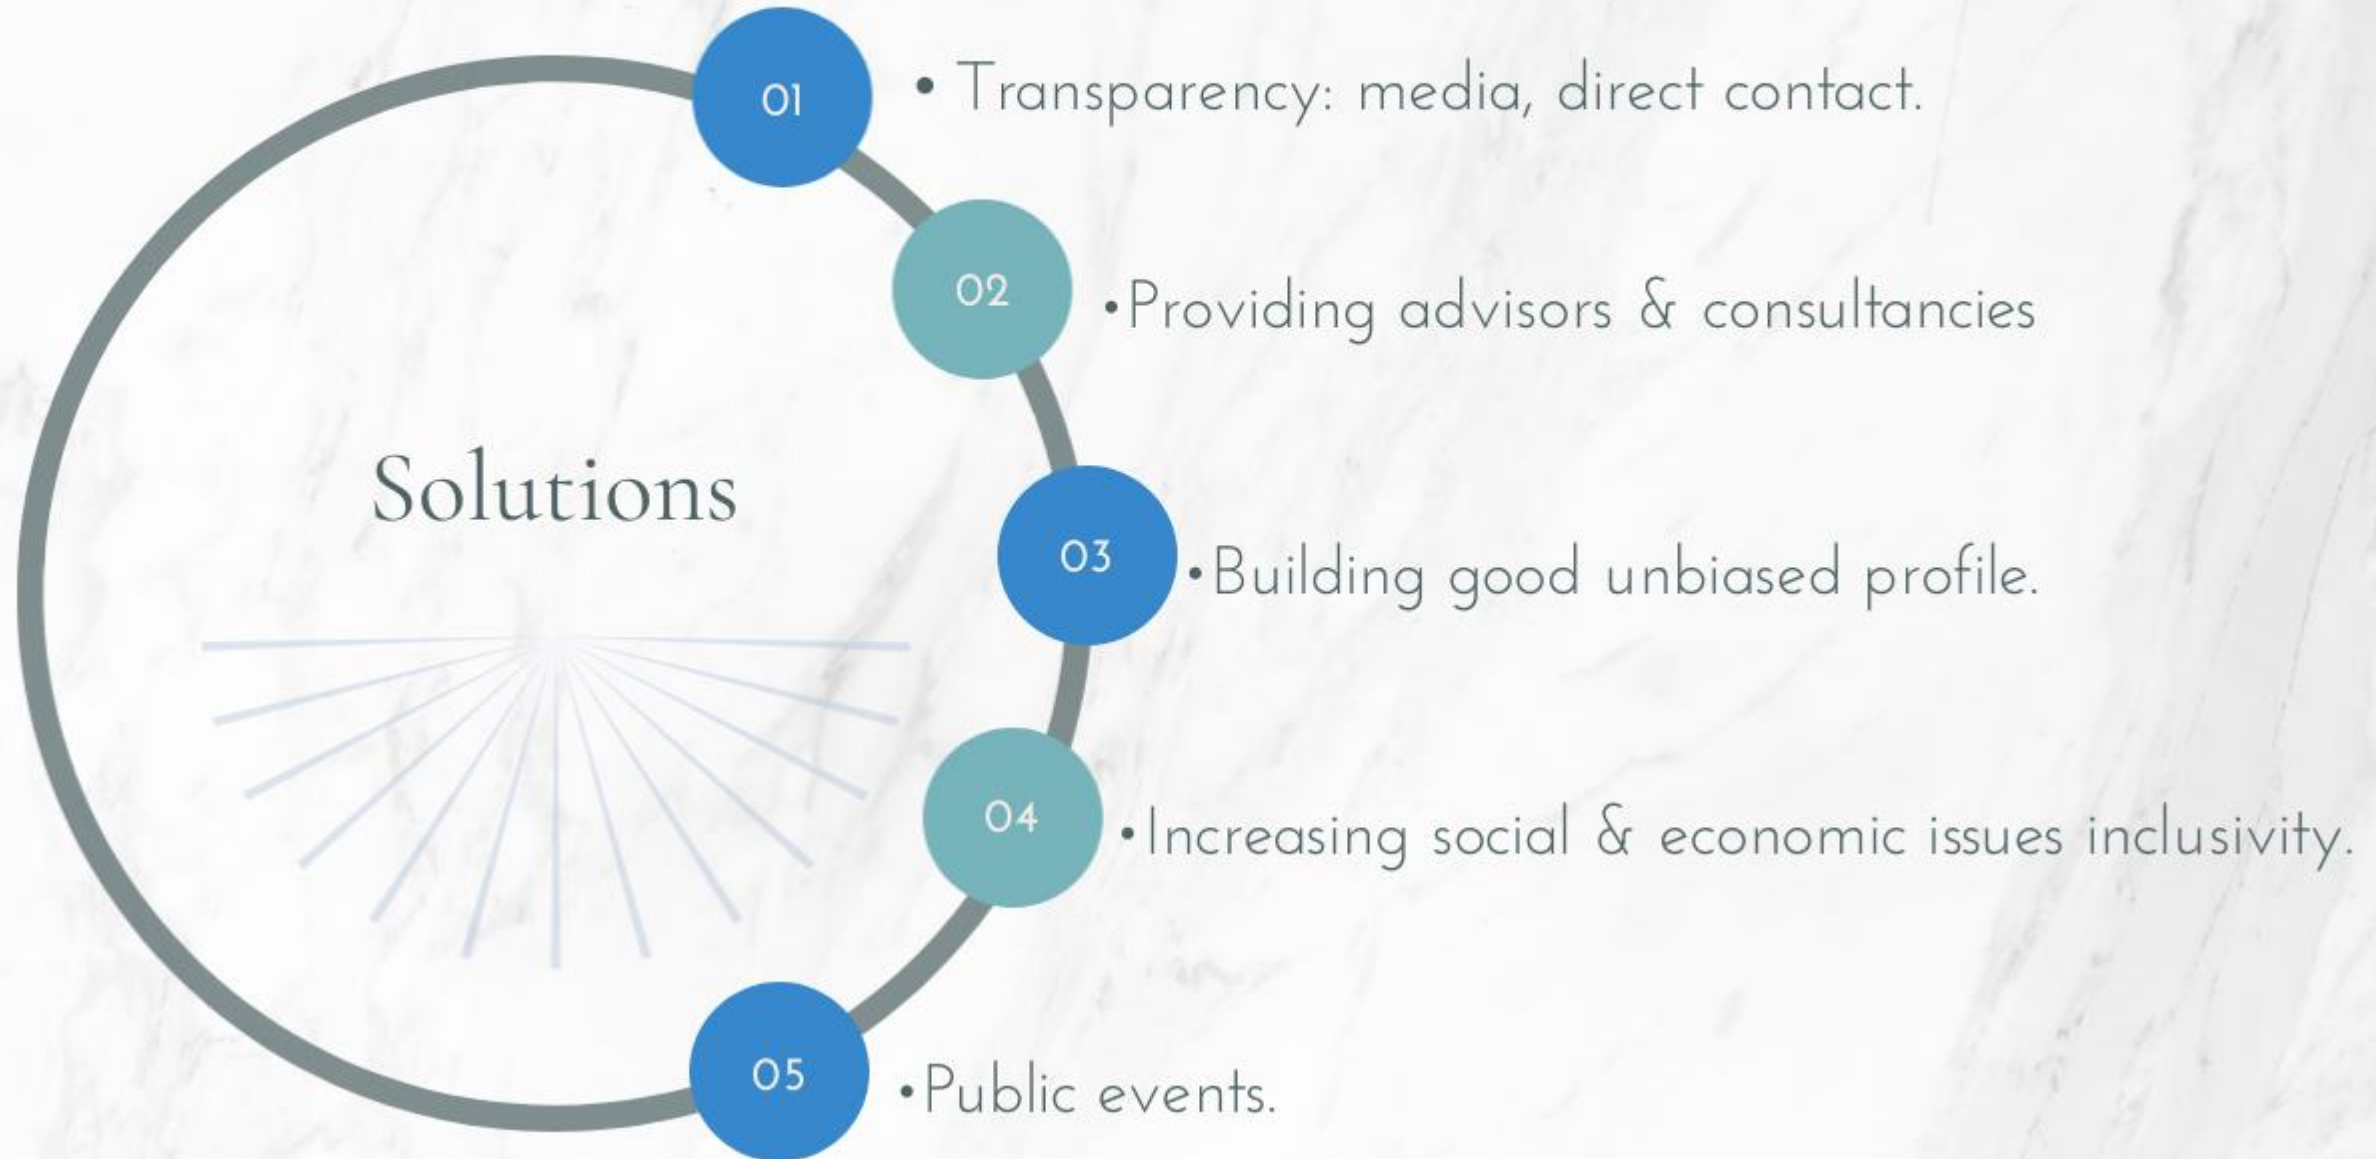 01
• Transparency: media, direct contact.
02
•Providing advisors & consultancies
Solutions
03
•Building good unbiased profile.
04
•Increasing social & economic issues inclusivity.
05
•Public events.